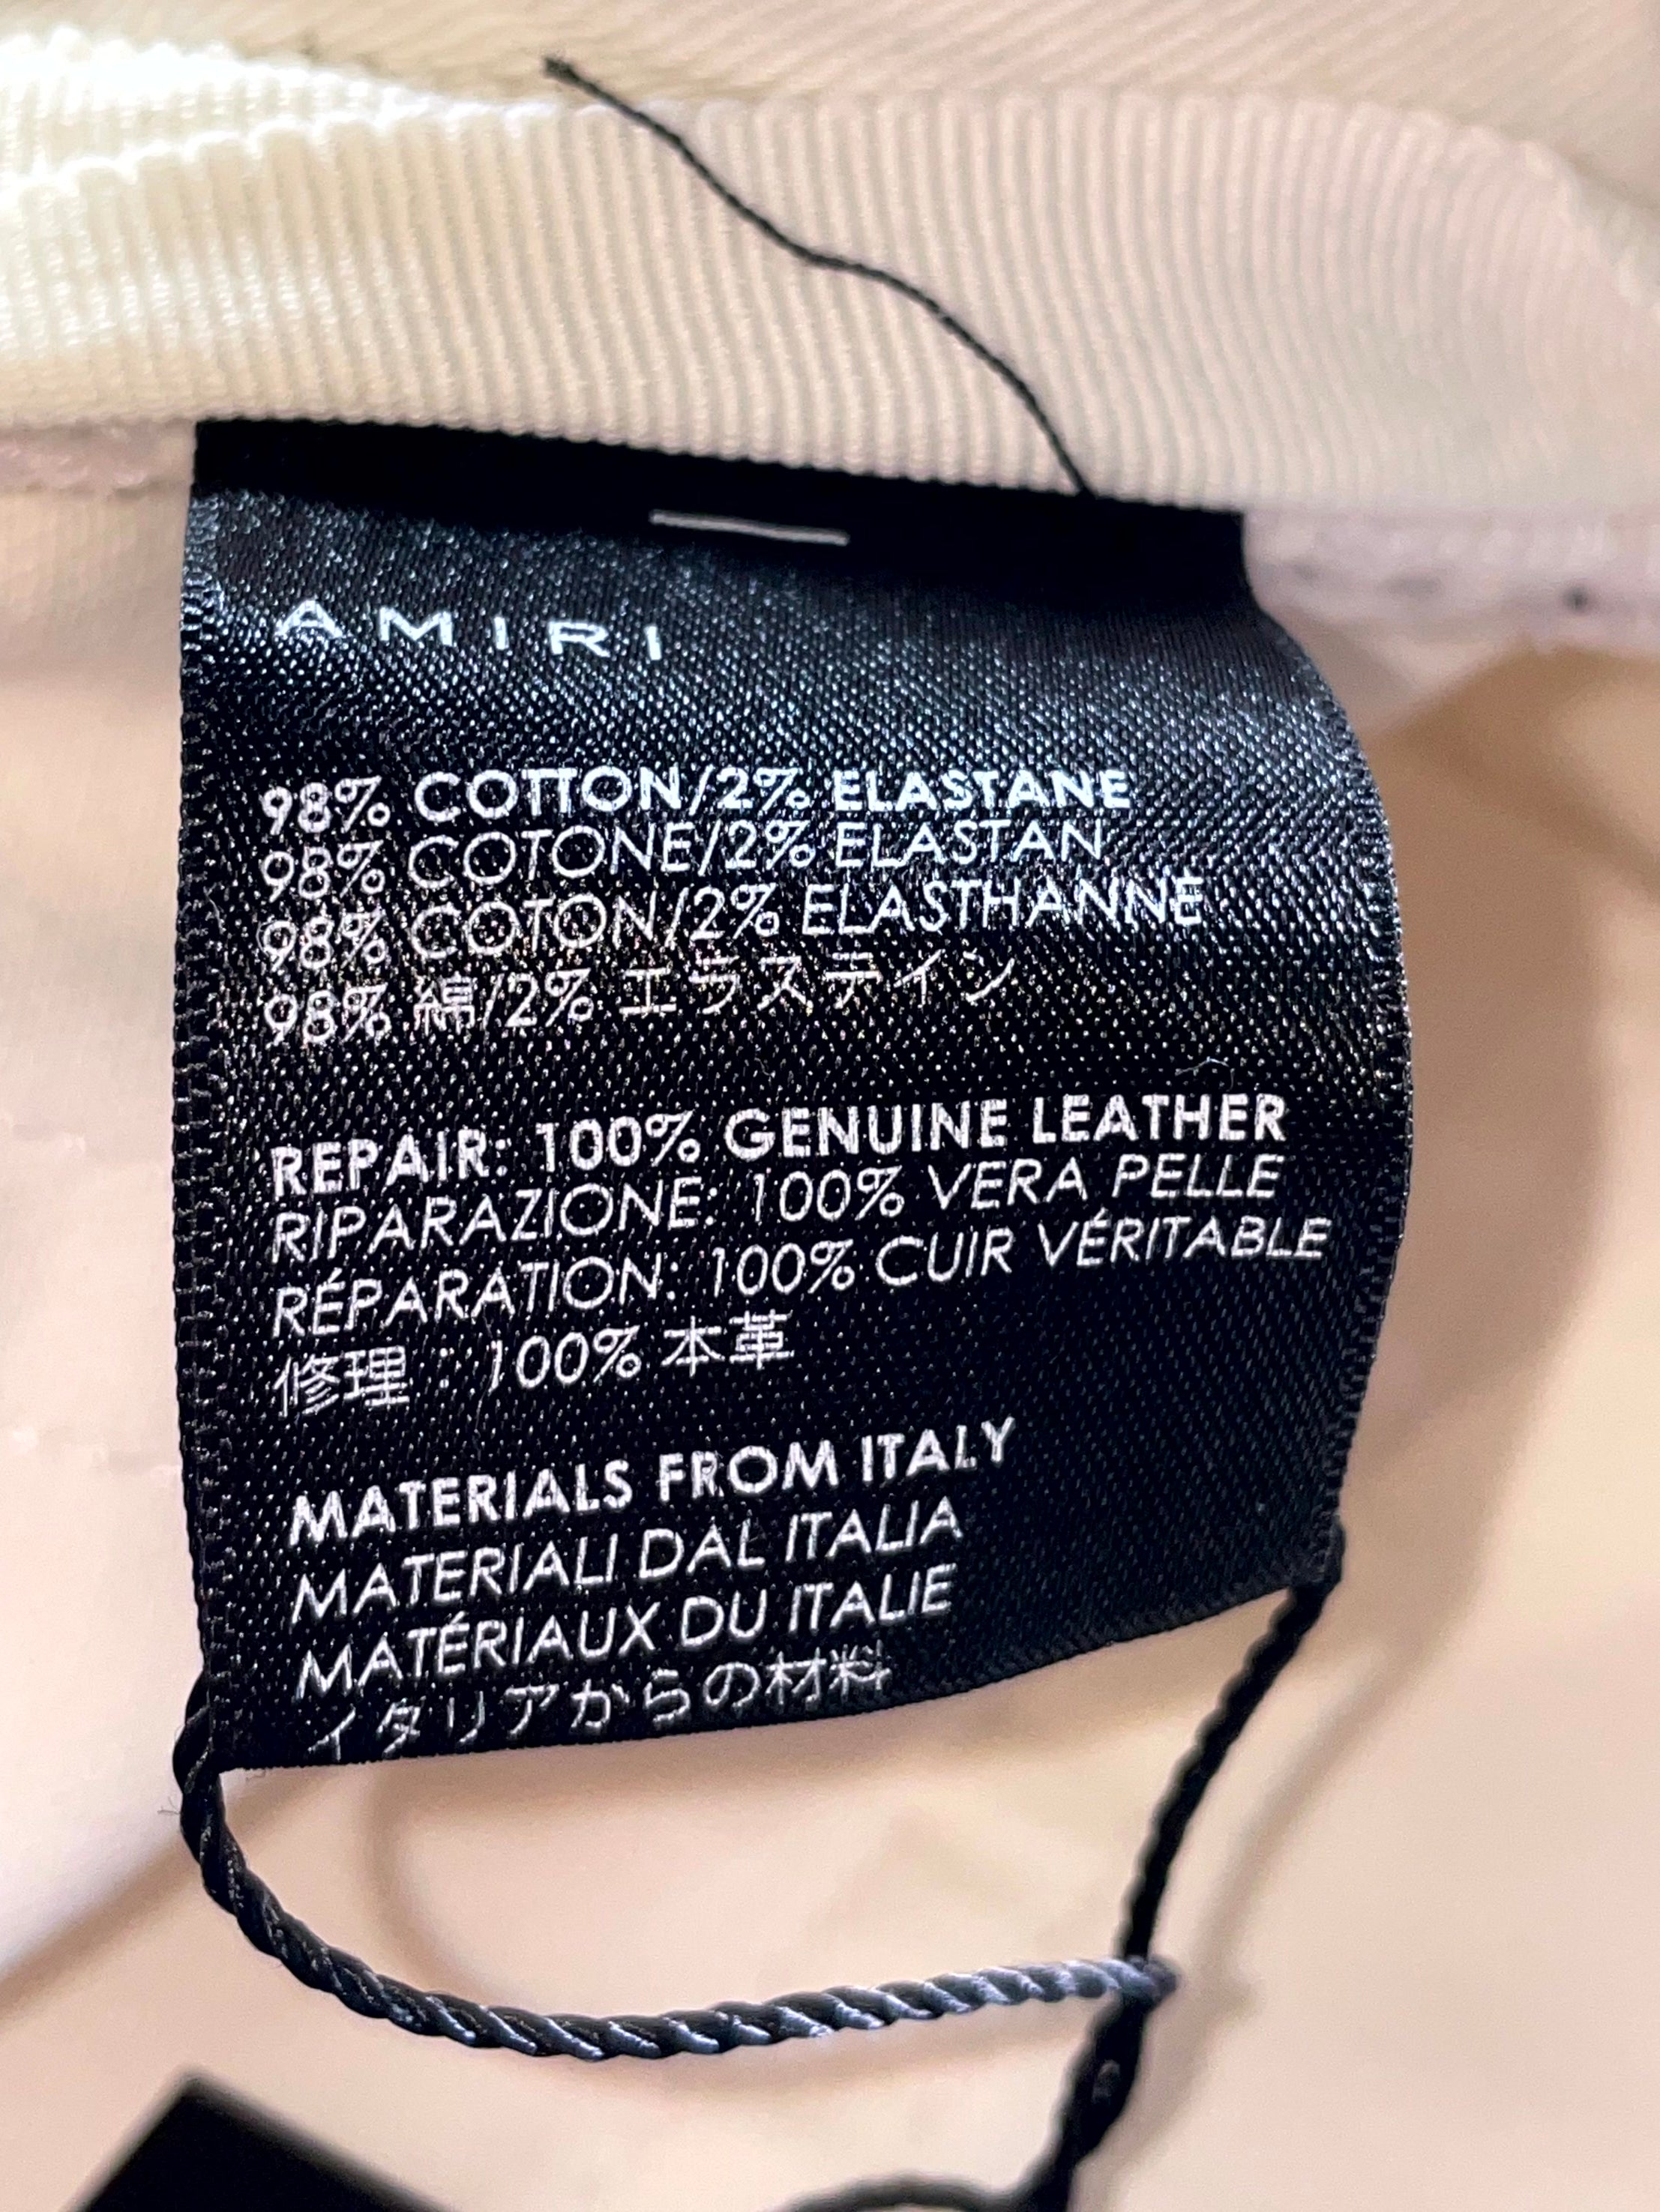 AMIRI
98% COTTON/2% ELASTANE
98% COTONE/2% ELASTAN
98% COTON/2% ELASTHANNE
98% 綿/2% エラステイン
REPAIR: 100% GENUINE LEATHER
RIPARAZIONE: 100% VERA PELLE
RÉPARATION: 100% CUIR VÉRITABLE
修理：100% 本革
MATERIALS FROM ITALY
MATERIALI DAL ITALIA
MATÉRIAUX DU ITALIE
イタリアからの材料